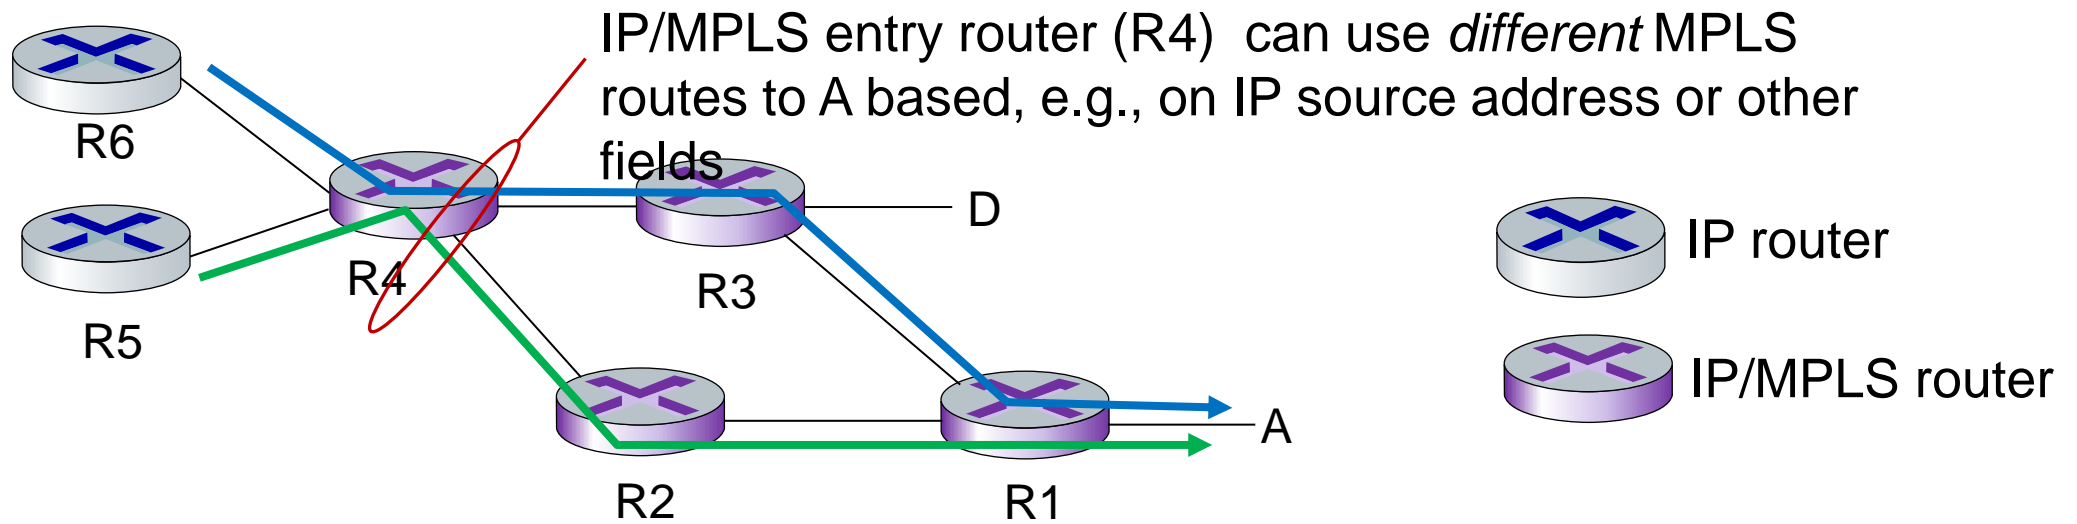 IP/MPLS entry router (R4) can use different MPLS
routes to A based, e.g., on IP source address or other
fields
R6
R5
R4
R3
D
R2
R1
A
IP router
IP/MPLS router